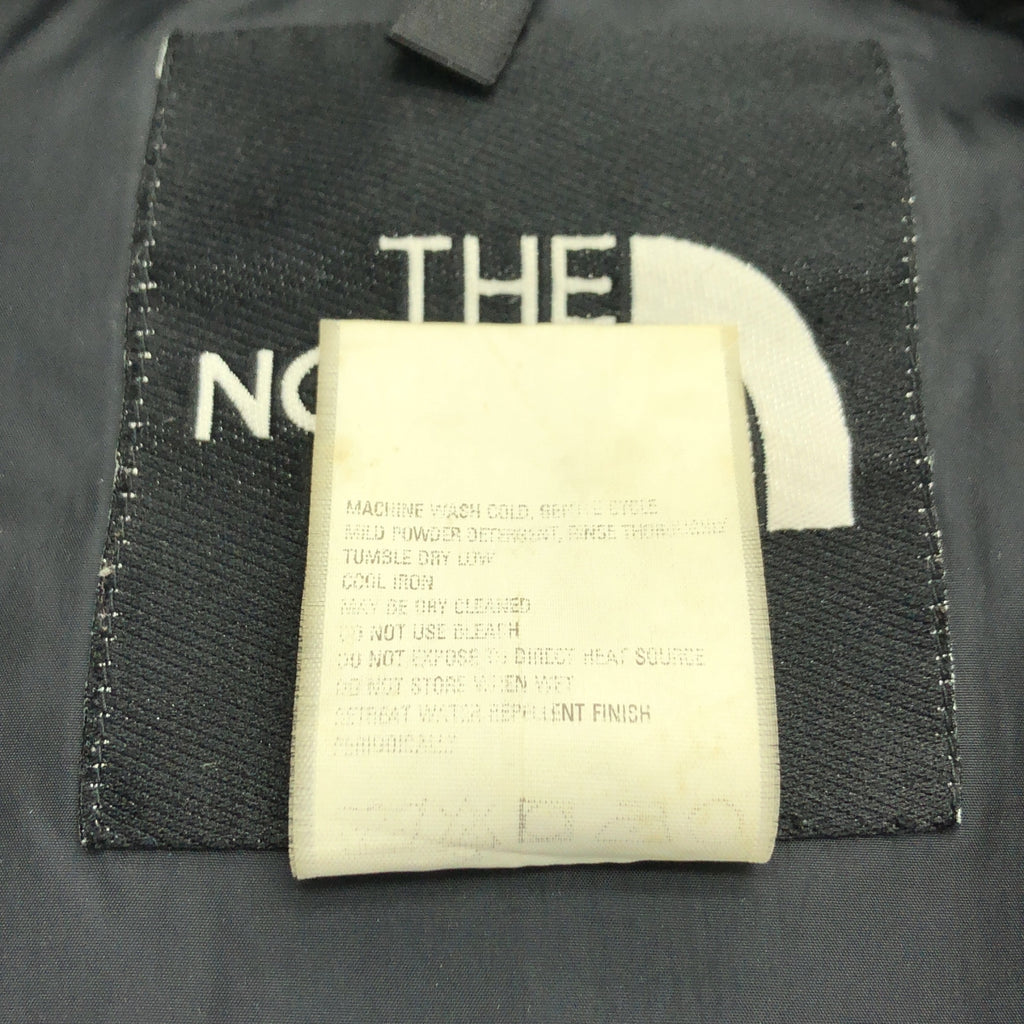 THE
NO
MACHINE WASH COLD, GENTLE CYCLE
MILD POWDER DETERGENT, RINSE THOROUGHLY
TUMBLE DRY LOW
COOL IRON
MAY BE DRY CLEANED
DO NOT USE BLEACH
DO NOT EXPOSE TO DIRECT HEAT SOURCE
DO NOT STORE WHEN WET
RETREAT WATER REPELLENT FINISH
PERIODICALLY